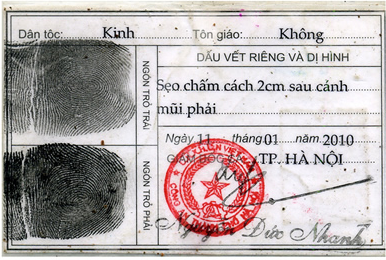 Dân tộc: Kinh Tôn giáo: Không
DẤU VẾT RIÊNG VÀ DỊ HÌNH
NGÓN TRỎ TRÁI
Sẹo chấm cách 2cm sau cánh
mũi phải
Ngày 11 tháng 01 năm 2010
GIÁM ĐỐC CA TP. HÀ NỘI
NGÓN TRỎ PHẢI
Nguyễn Đức Nhanh